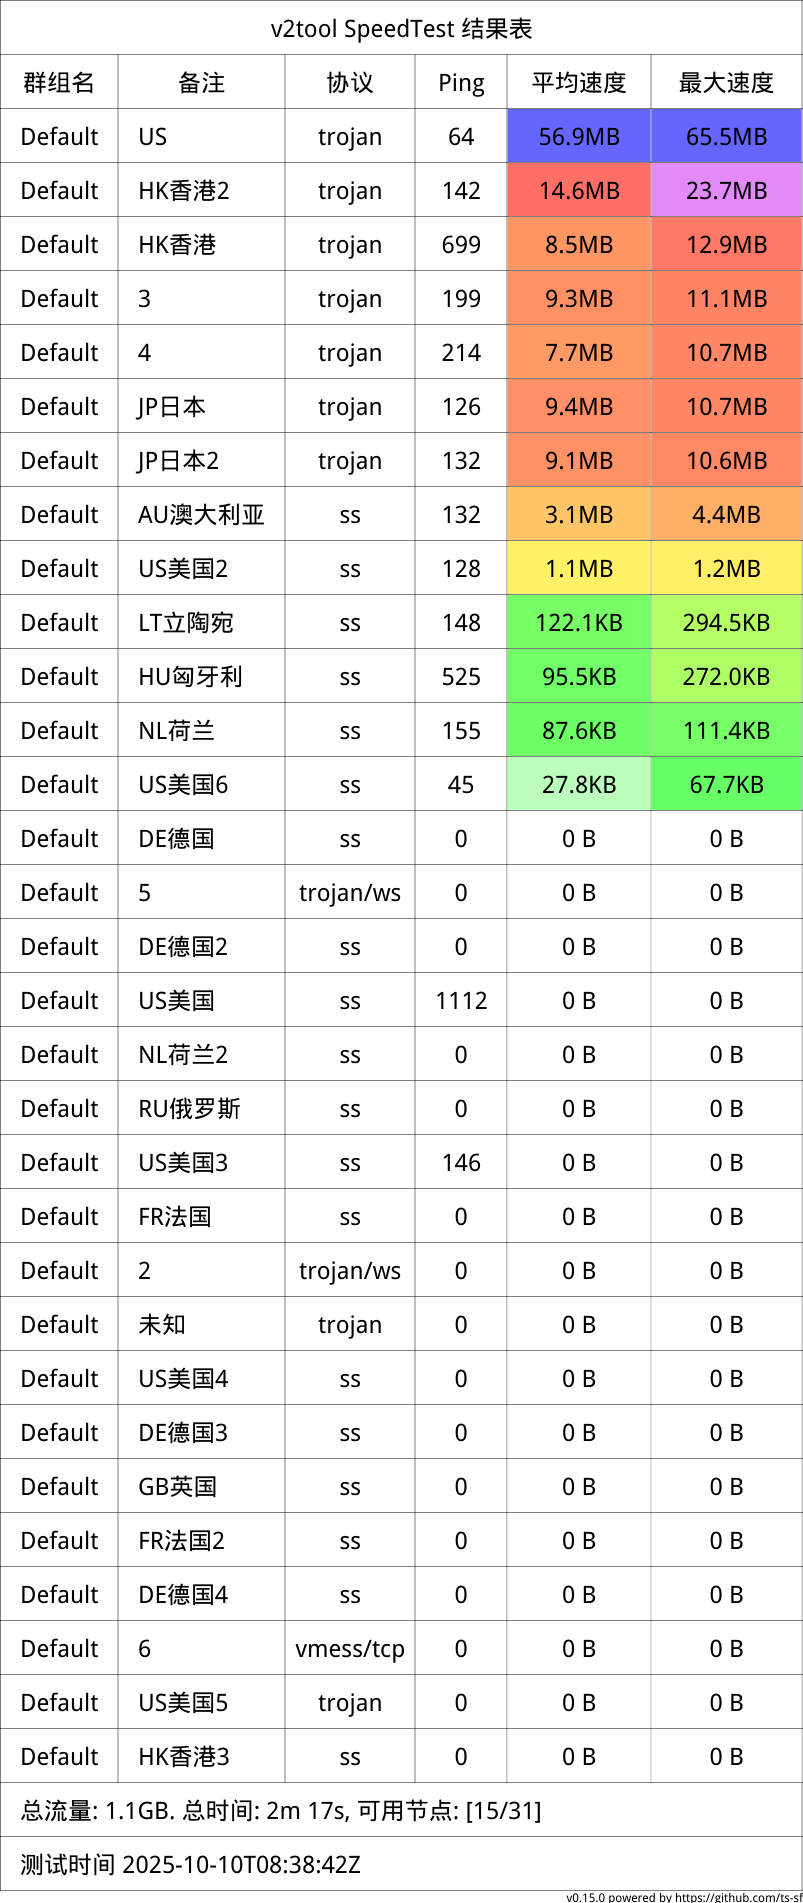 v2tool SpeedTest 结果表
群组名 备注 协议 Ping 平均速度 最大速度
Default US trojan 64 56.9MB 65.5MB
Default HK香港2 trojan 142 14.6MB 23.7MB
Default HK香港 trojan 699 8.5MB 12.9MB
Default 3 trojan 199 9.3MB 11.1MB
Default 4 trojan 214 7.7MB 10.7MB
Default JP日本 trojan 126 9.4MB 10.7MB
Default JP日本2 trojan 132 9.1MB 10.6MB
Default AU澳大利亚 ss 132 3.1MB 4.4MB
Default US美国2 ss 128 1.1MB 1.2MB
Default LT立陶宛 ss 148 122.1KB 294.5KB
Default HU匈牙利 ss 525 95.5KB 272.0KB
Default NL荷兰 ss 155 87.6KB 111.4KB
Default US美国6 ss 45 27.8KB 67.7KB
Default DE德国 ss 0 0 B 0 B
Default 5 trojan/ws 0 0 B 0 B
Default DE德国2 ss 0 0 B 0 B
Default US美国 ss 1112 0 B 0 B
Default NL荷兰2 ss 0 0 B 0 B
Default RU俄罗斯 ss 0 0 B 0 B
Default US美国3 ss 146 0 B 0 B
Default FR法国 ss 0 0 B 0 B
Default 2 trojan/ws 0 0 B 0 B
Default 未知 trojan 0 0 B 0 B
Default US美国4 ss 0 0 B 0 B
Default DE德国3 ss 0 0 B 0 B
Default GB英国 ss 0 0 B 0 B
Default FR法国2 ss 0 0 B 0 B
Default DE德国4 ss 0 0 B 0 B
Default 6 vmess/tcp 0 0 B 0 B
Default US美国5 trojan 0 0 B 0 B
Default HK香港3 ss 0 0 B 0 B
总流量: 1.1GB. 总时间: 2m 17s, 可用节点: [15/31]
测试时间 2025-10-10T08:38:42Z
v0.15.0 powered by https://github.com/ts-sf